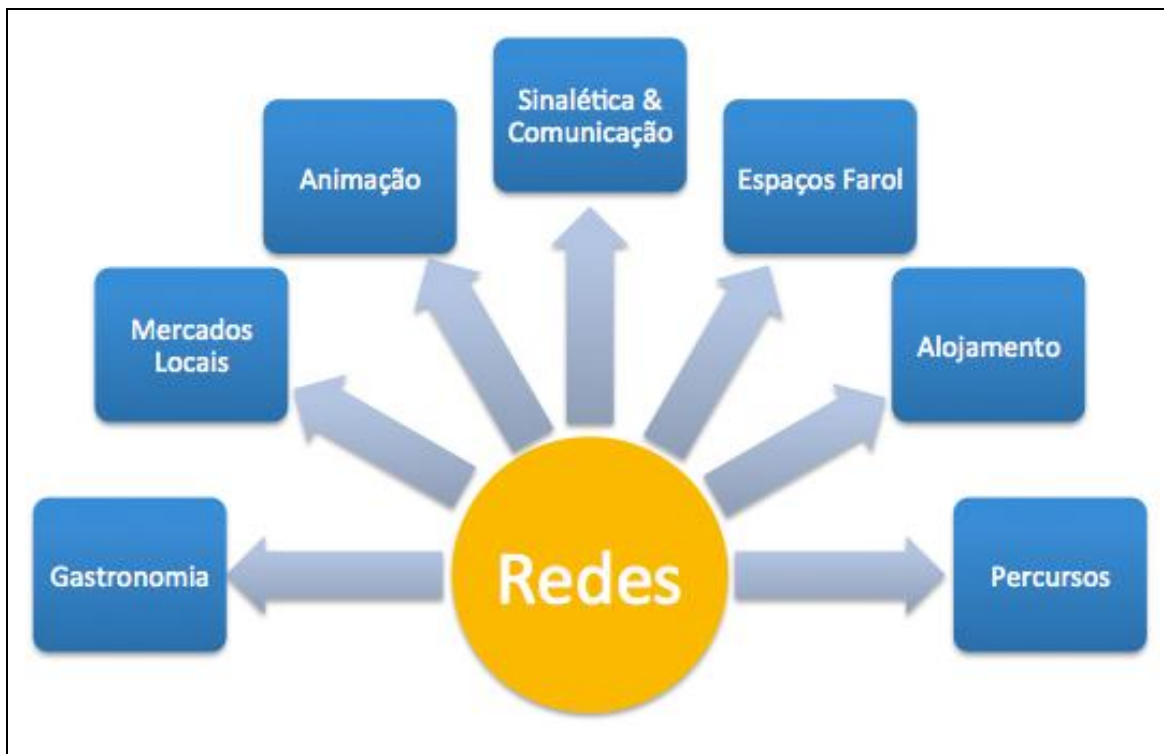 Sinalética &
Comunicação
Animação
Espaços Farol
Mercados
Locais
Alojamento
Gastronomia
Redes
Percursos